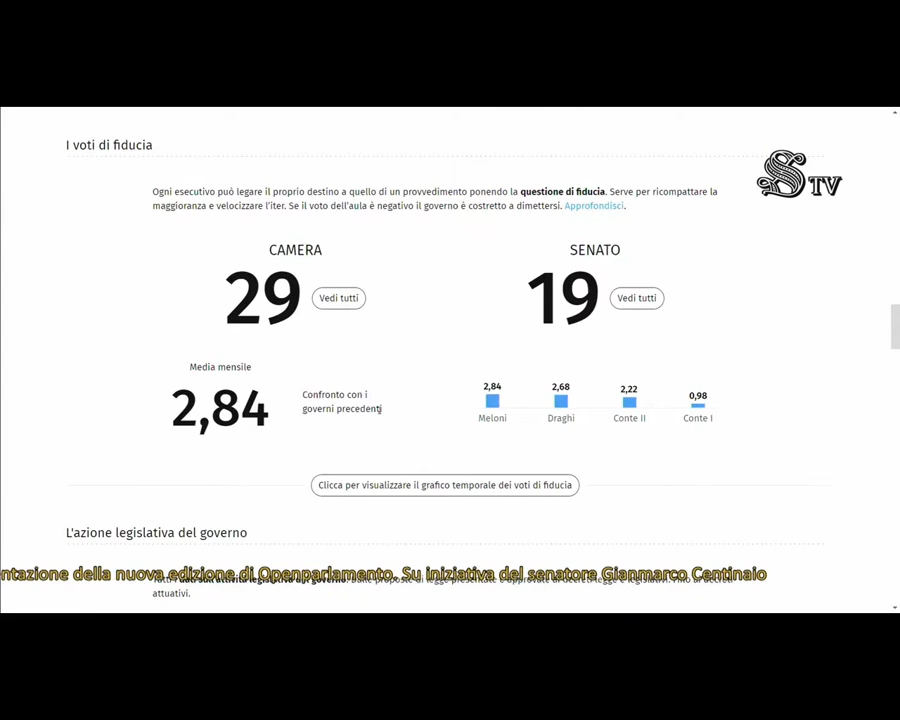 I voti di fiducia
S TV
Ogni esecutivo può legare il proprio destino a quello di un provvedimento ponendo la questione di fiducia. Serve per ricompattare la
maggioranza e velocizzare l'iter. Se il voto dell'aula è negativo il governo è costretto a dimettersi. Approfondisci.
CAMERA
29 Vedi tutti
SENATO
19 Vedi tutti
Media mensile
2,84
Confronto con i
governi precedenti
2,84 2,68 2,22 0,98
Meloni Draghi Conte II Conte I
Clicca per visualizzare il grafico temporale dei voti di fiducia
L'azione legislativa del governo
ntazione della nuova edizione di Openparlamento. Su iniziativa del senatore Gianmarco Centinaio
attuativi.